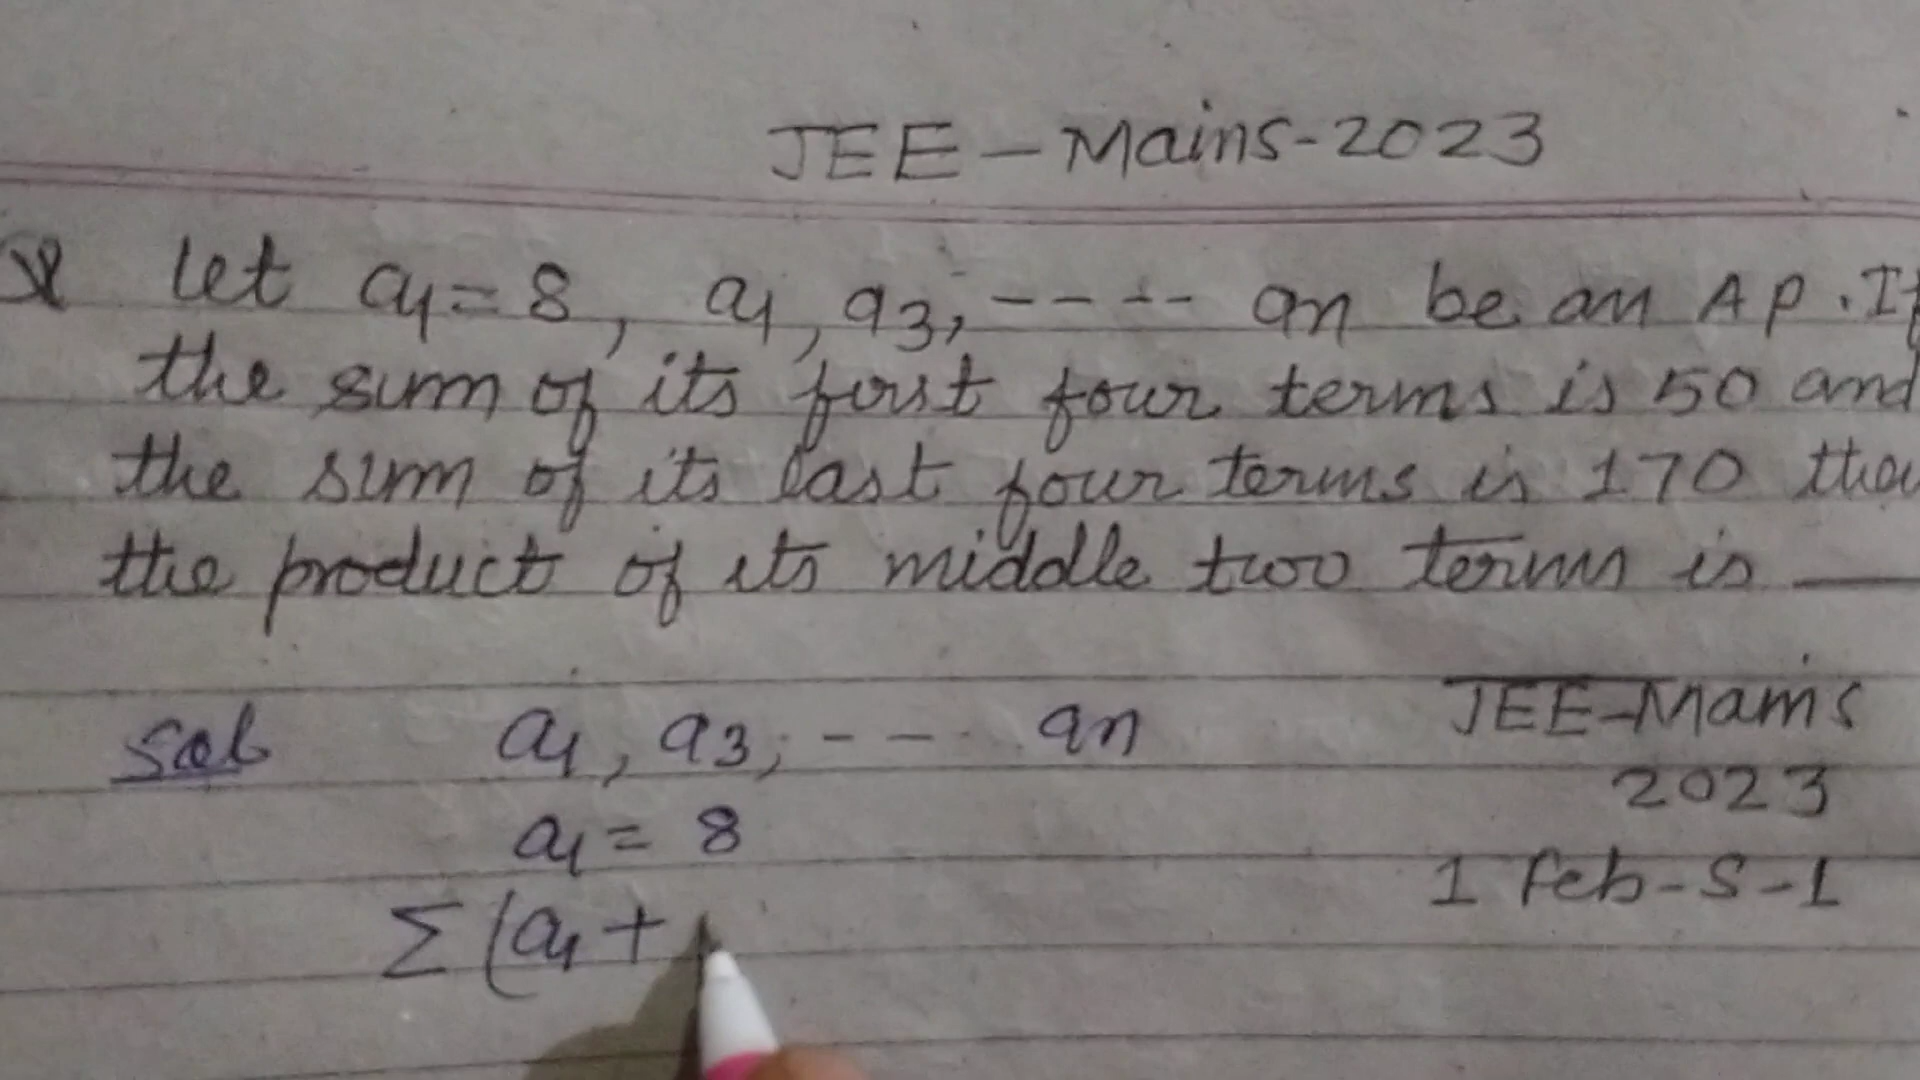 JEE - Mains-2023
let a1 = 8, a1, a3, ---- an be an AP. If
the sum of its first four terms is 50 and
the sum of its last four terms is 170 then
the product of its middle two terms is —
Sol a1, a3, --- an
JEE-Mains
2023
a1 = 8
1 Feb-S-1
Σ (a1 +